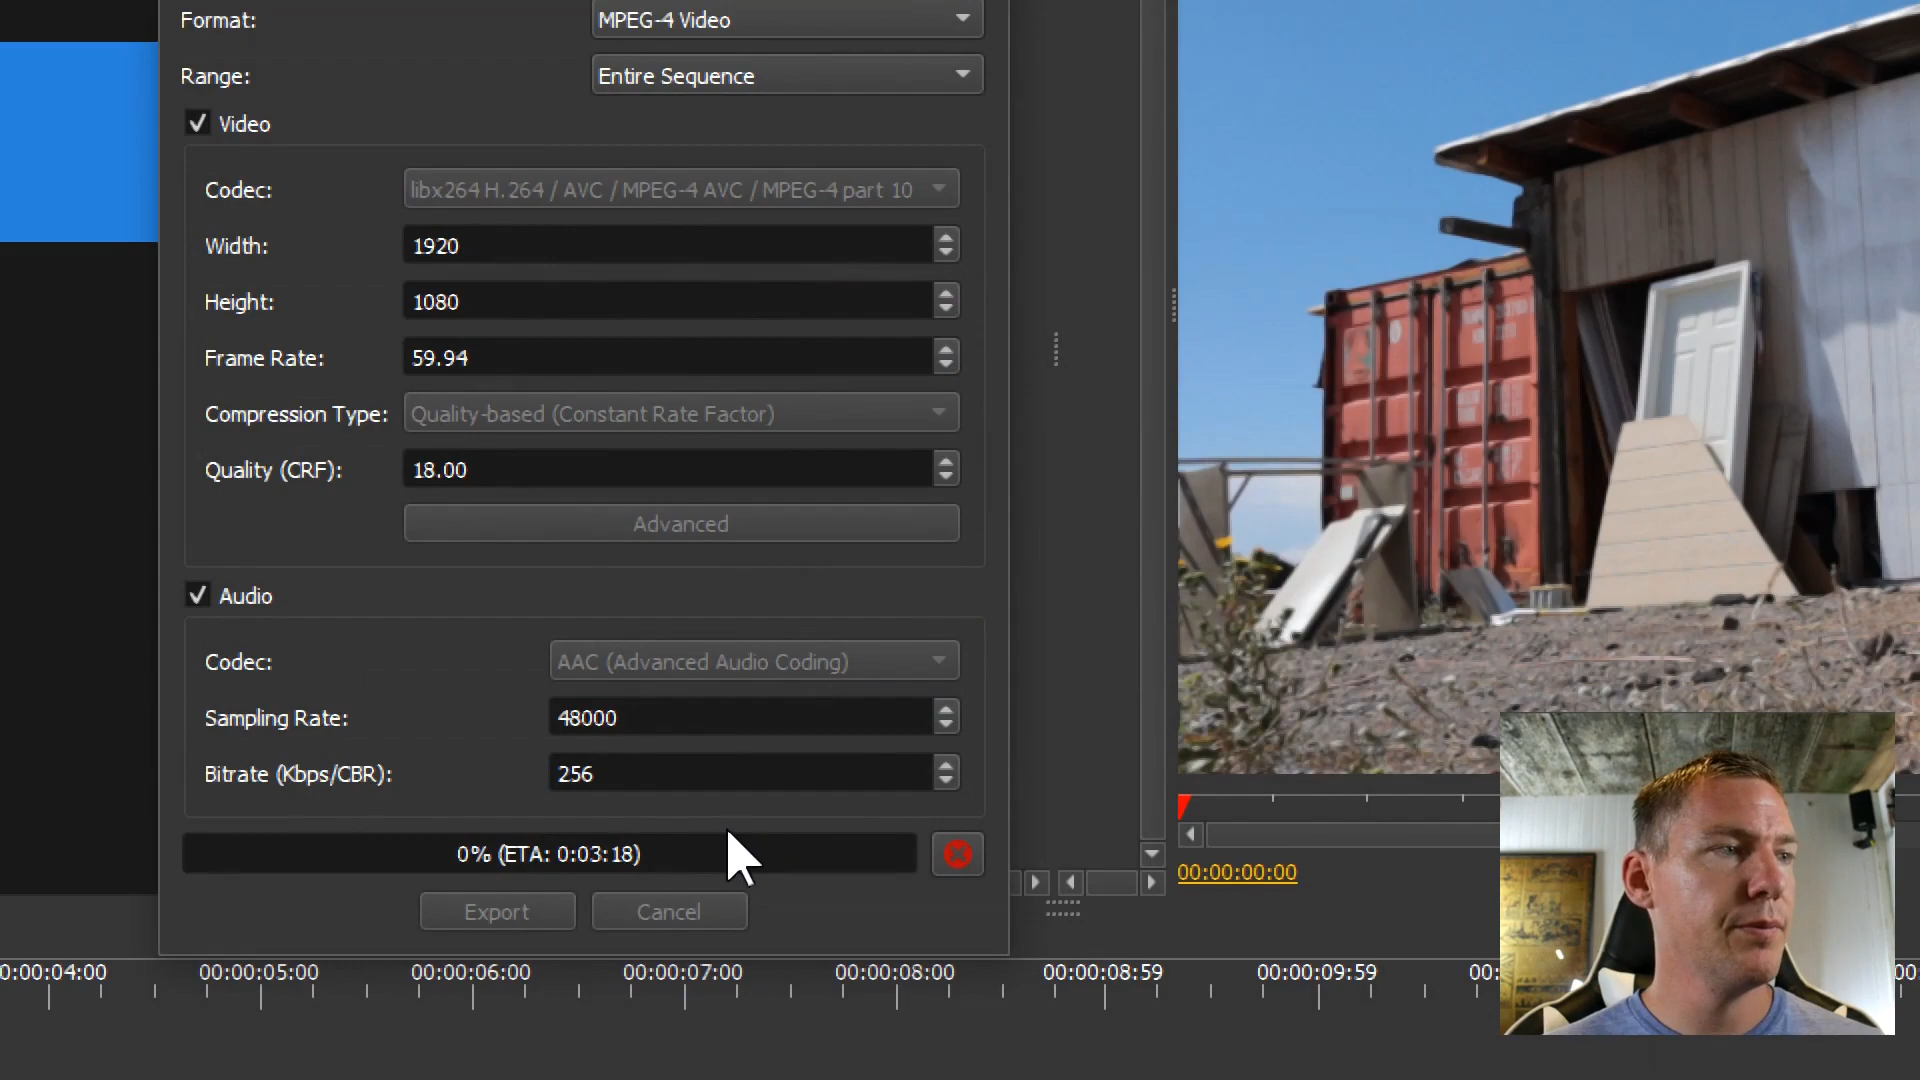 Format: MPEG-4 Video
Range: Entire Sequence
Video
Codec: libx264 H.264 / AVC / MPEG-4 AVC / MPEG-4 part 10
Width: 1920
Height: 1080
Frame Rate: 59.94
Compression Type: Quality-based (Constant Rate Factor)
Quality (CRF): 18.00
Advanced
Audio
Codec: AAC (Advanced Audio Coding)
Sampling Rate: 48000
Bitrate (Kbps/CBR): 256
0% (ETA: 0:03:18)
Export Cancel
00:00:00:00
0:00:04:00 00:00:05:00 00:00:06:00 00:00:07:00 00:00:08:00 00:00:08:59 00:00:09:59